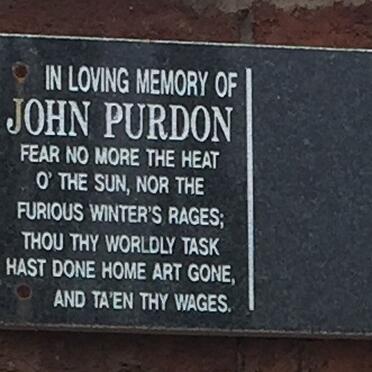 IN LOVING MEMORY OF
JOHN PURDON
FEAR NO MORE THE HEAT
O' THE SUN, NOR THE
FURIOUS WINTER'S RAGES;
THOU THY WORLDLY TASK
HAST DONE HOME ART GONE,
AND TA'EN THY WAGES.